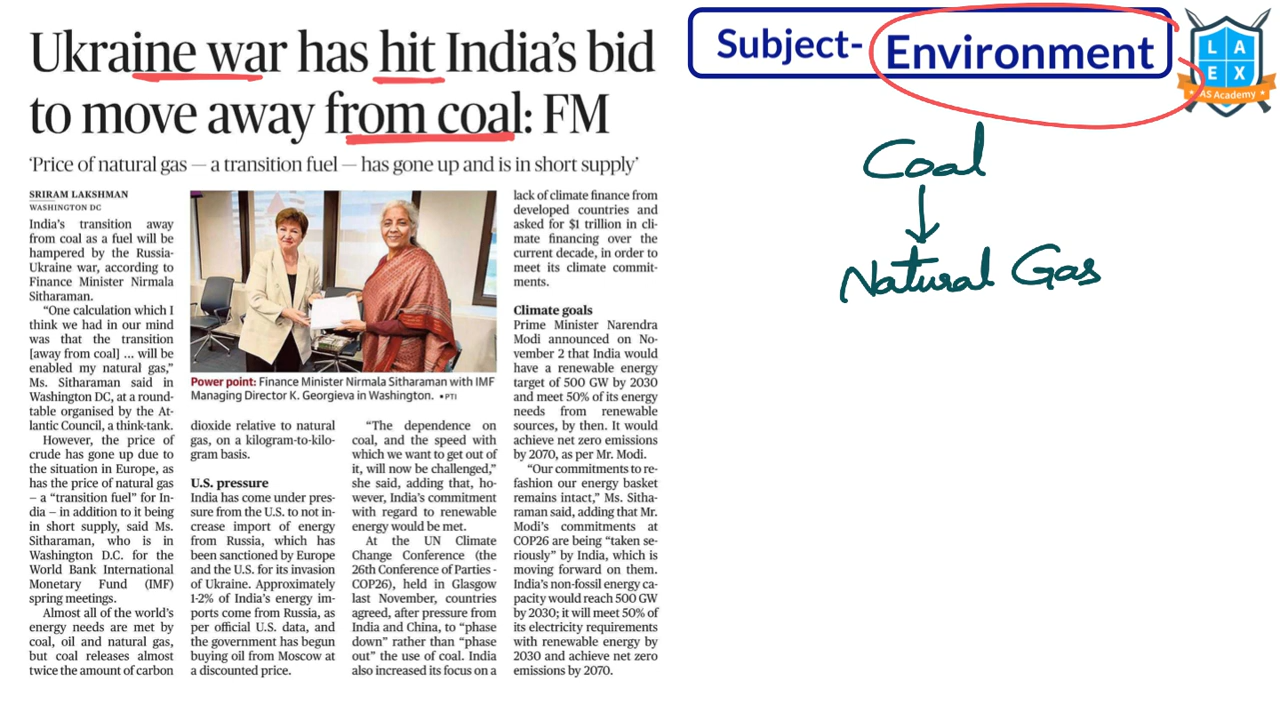 Ukraine war has hit India's bid
to move away from coal: FM
'Price of natural gas — a transition fuel — has gone up and is in short supply'
SRIRAM LAKSHMAN
WASHINGTON DC
India's transition away
from coal as a fuel will be
hampered by the Russia-
Ukraine war, according to
Finance Minister Nirmala
Sitharaman.
"One calculation which I
think we had in our mind
was that the transition
[away from coal] ... will be
enabled my natural gas,"
Ms. Sitharaman said in
Washington DC, at a round-
table organised by the At-
lantic Council, a think-tank.
However, the price of
crude has gone up due to
the situation in Europe, as
has the price of natural gas
– a "transition fuel" for In-
dia – in addition to it being
in short supply, said Ms.
Sitharaman, who is in
Washington D.C. for the
World Bank International
Monetary Fund (IMF)
spring meetings.
Almost all of the world's
energy needs are met by
coal, oil and natural gas,
but coal releases almost
twice the amount of carbon
Power point: Finance Minister Nirmala Sitharaman with IMF
Managing Director K. Georgieva in Washington. •PTI
dioxide relative to natural
gas, on a kilogram-to-kilo-
gram basis.
U.S. pressure
India has come under pres-
sure from the U.S. to not in-
crease import of energy
from Russia, which has
been sanctioned by Europe
and the U.S. for its invasion
of Ukraine. Approximately
1-2% of India's energy im-
ports come from Russia, as
per official U.S. data, and
the government has begun
buying oil from Moscow at
a discounted price.
"The dependence on
coal, and the speed with
which we want to get out of
it, will now be challenged,"
she said, adding that, ho-
wever, India's commitment
with regard to renewable
energy would be met.
At the UN Climate
Change Conference (the
26th Conference of Parties -
COP26), held in Glasgow
last November, countries
agreed, after pressure from
India and China, to "phase
down" rather than "phase
out" the use of coal. India
also increased its focus on a
lack of climate finance from
developed countries and
asked for $1 trillion in cli-
mate financing over the
current decade, in order to
meet its climate commit-
ments.
Climate goals
Prime Minister Narendra
Modi announced on No-
vember 2 that India would
have a renewable energy
target of 500 GW by 2030
and meet 50% of its energy
needs from renewable
sources, by then. It would
achieve net zero emissions
by 2070, as per Mr. Modi.
"Our commitments to re-
fashion our energy basket
remains intact," Ms. Sitha-
raman said, adding that Mr.
Modi's commitments at
COP26 are being "taken se-
riously" by India, which is
moving forward on them.
India's non-fossil energy ca-
pacity would reach 500 GW
by 2030; it will meet 50% of
its electricity requirements
with renewable energy by
2030 and achieve net zero
emissions by 2070.
Subject- Environment
L A
E X
AS Academy
Coal
Natural Gas